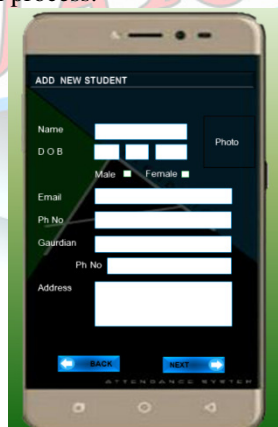 process.
ADD NEW STUDENT
Name
Photo
D O B
Male Female
Email
Ph No
Gaurdian
Ph No
Address
BACK NEXT
ATTENDANCE SYSTEM